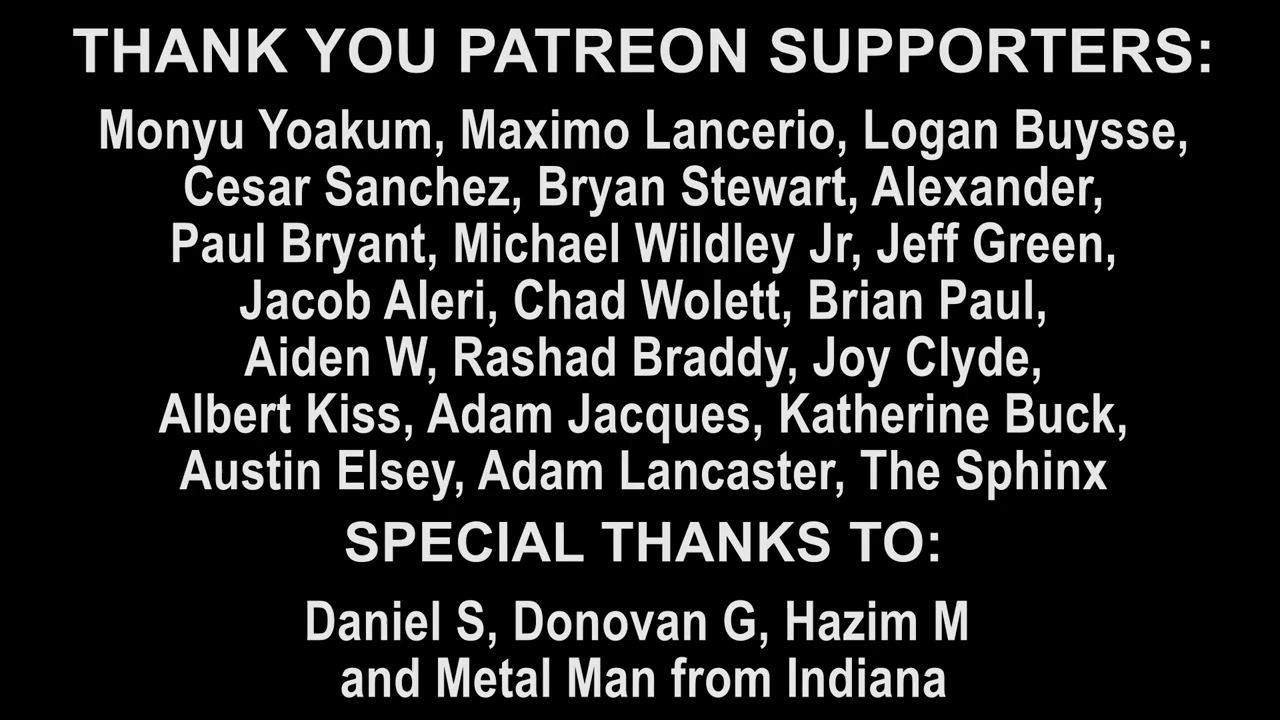 THANK YOU PATREON SUPPORTERS:
Monyu Yoakum, Maximo Lancerio, Logan Buysse,
Cesar Sanchez, Bryan Stewart, Alexander,
Paul Bryant, Michael Wildley Jr, Jeff Green,
Jacob Aleri, Chad Wolett, Brian Paul,
Aiden W, Rashad Braddy, Joy Clyde,
Albert Kiss, Adam Jacques, Katherine Buck,
Austin Elsey, Adam Lancaster, The Sphinx
SPECIAL THANKS TO:
Daniel S, Donovan G, Hazim M
and Metal Man from Indiana